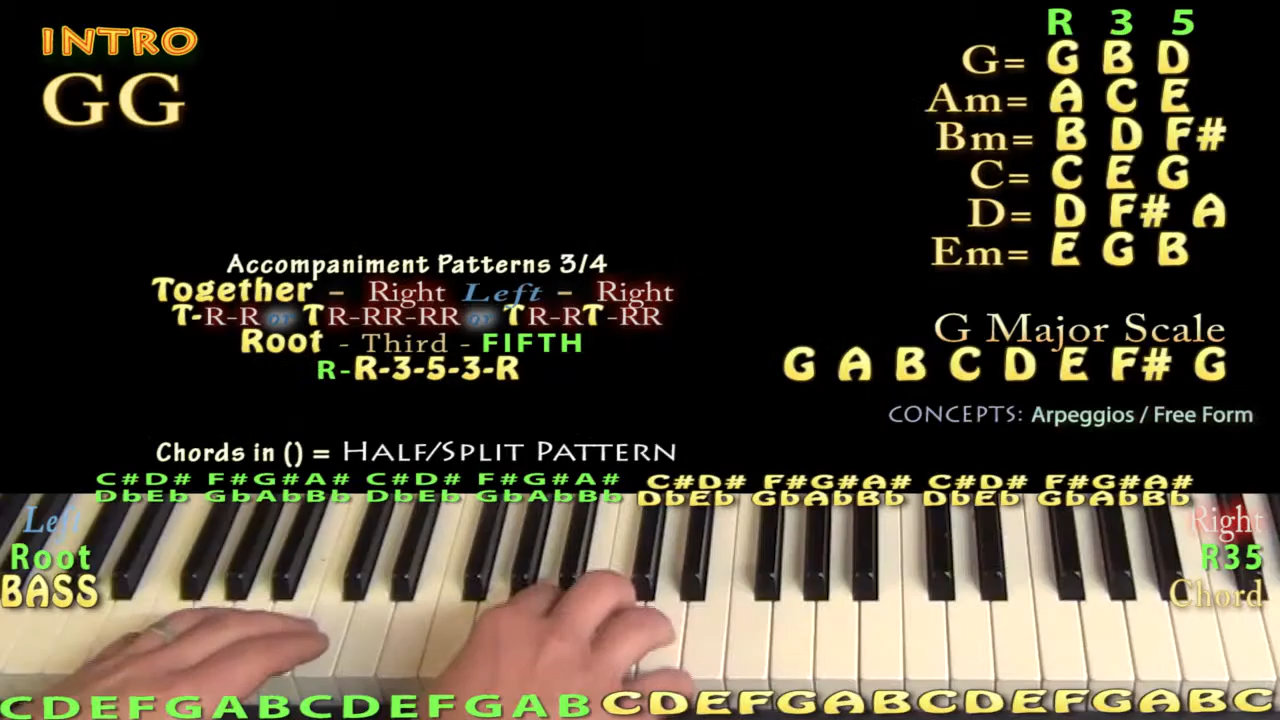 INTRO
GG
R 3 5
G= G B D
Am= A C E
Bm= B D F#
C= C E G
D= D F# A
Em= E G B
Accompaniment Patterns 3/4
Together – Right Left – Right
T-R-R or TR-RR-RR or TR-RT-RR
Root - Third - FIFTH
R-R-3-5-3-R
G Major Scale
G A B C D E F# G
CONCEPTS: Arpeggios / Free Form
Chords in () = HALF/SPLIT PATTERN
C#D# F#G#A# C#D# F#G#A# C#D# F#G#A# C#D# F#G#A#
DbEb GbAbBb DbEb GbAbBb DbEb GbAbBb DbEb GbAbBb
Left
Root
BASS
Right
R35
Chord
CDEFGABCDEFGABCDEFGABCDEFGABC